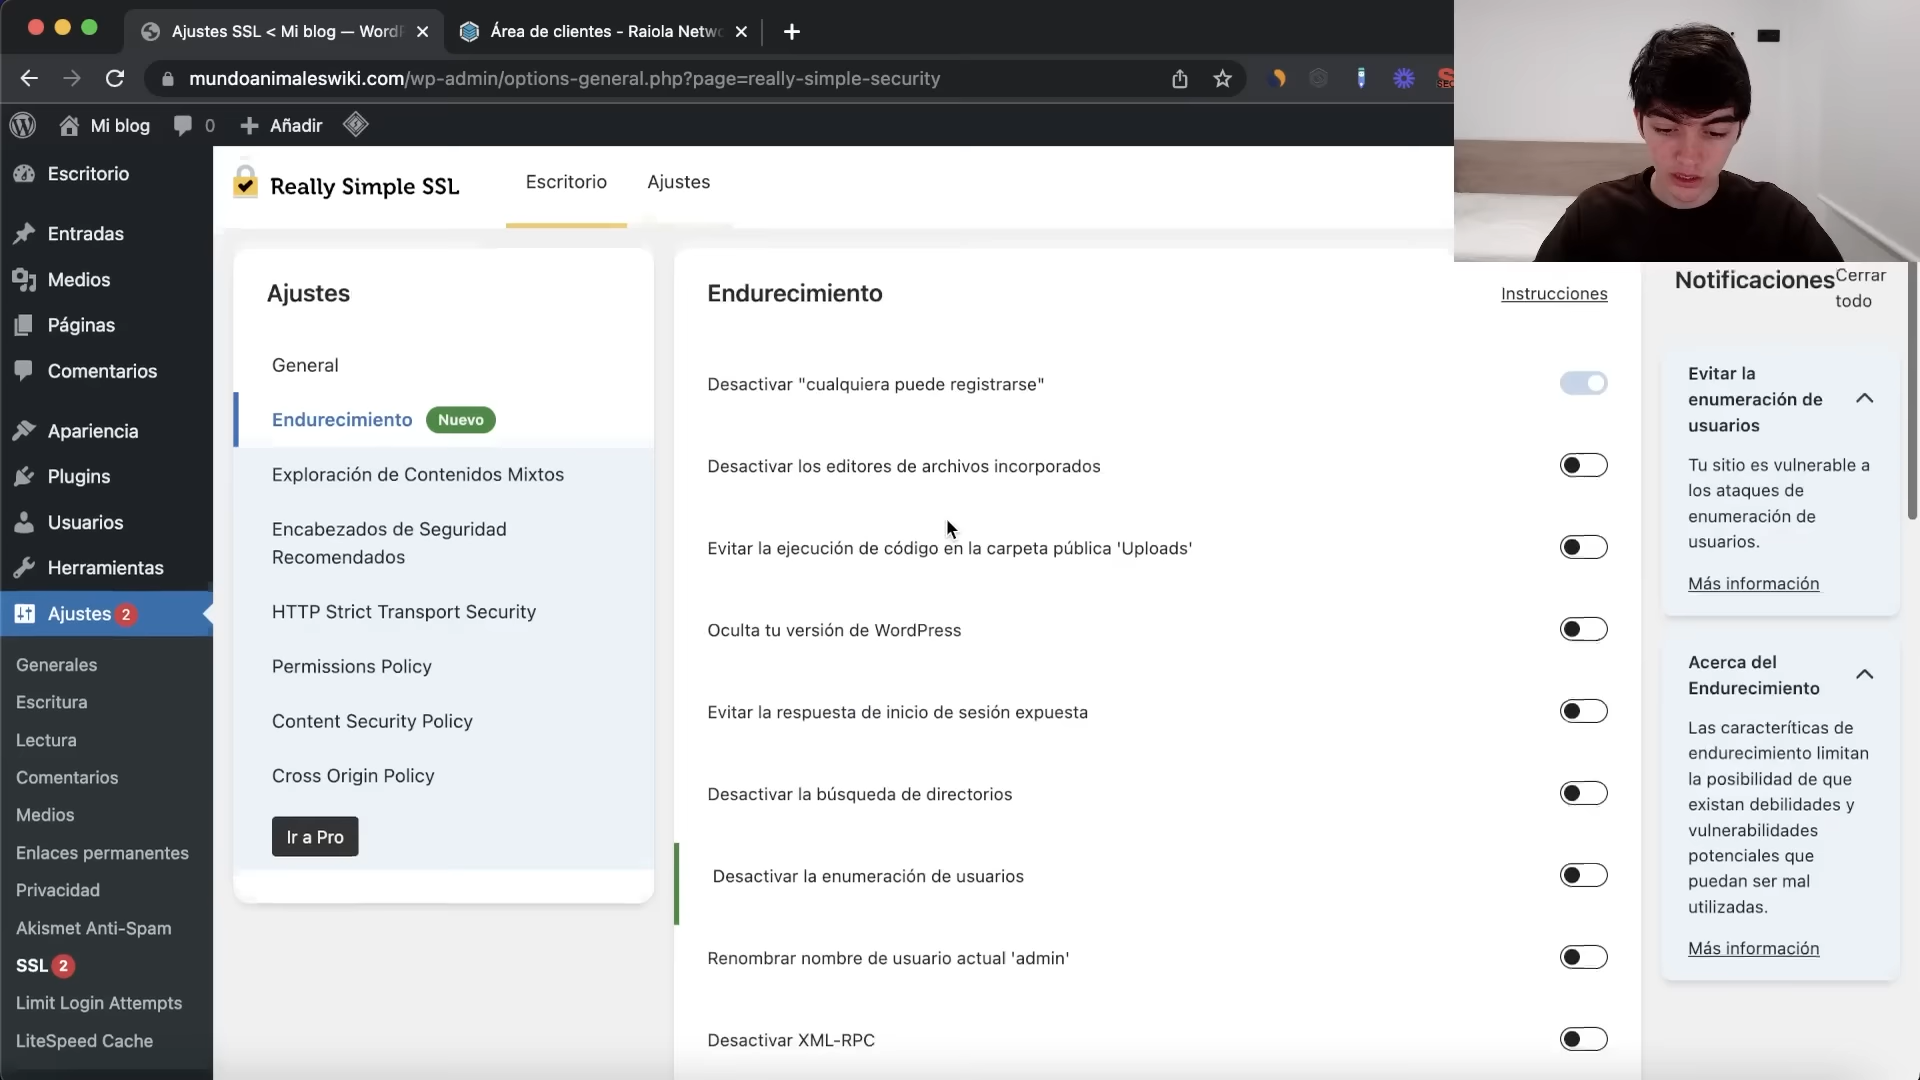 Ajustes SSL < Mi blog — WordP
Área de clientes - Raiola Netwo
mundoanimaleswiki.com/wp-admin/options-general.php?page=really-simple-security
Mi blog
0
Añadir
Escritorio
Entradas
Medios
Páginas
Comentarios
Apariencia
Plugins
Usuarios
Herramientas
Ajustes 2
Generales
Escritura
Lectura
Comentarios
Medios
Enlaces permanentes
Privacidad
Akismet Anti-Spam
SSL 2
Limit Login Attempts
LiteSpeed Cache
Really Simple SSL
Escritorio
Ajustes
Ajustes
General
Endurecimiento Nuevo
Exploración de Contenidos Mixtos
Encabezados de Seguridad
Recomendados
HTTP Strict Transport Security
Permissions Policy
Content Security Policy
Cross Origin Policy
Ir a Pro
Endurecimiento
Instrucciones
Desactivar "cualquiera puede registrarse"
Desactivar los editores de archivos incorporados
Evitar la ejecución de código en la carpeta pública 'Uploads'
Oculta tu versión de WordPress
Evitar la respuesta de inicio de sesión expuesta
Desactivar la búsqueda de directorios
Desactivar la enumeración de usuarios
Renombrar nombre de usuario actual 'admin'
Desactivar XML-RPC
Notificaciones
Cerrar
todo
Evitar la
enumeración de
usuarios
Tu sitio es vulnerable a
los ataques de
enumeración de
usuarios.
Más información
Acerca del
Endurecimiento
Las caracteríticas de
endurecimiento limitan
la posibilidad de que
existan debilidades y
vulnerabilidades
potenciales que
puedan ser mal
utilizadas.
Más información